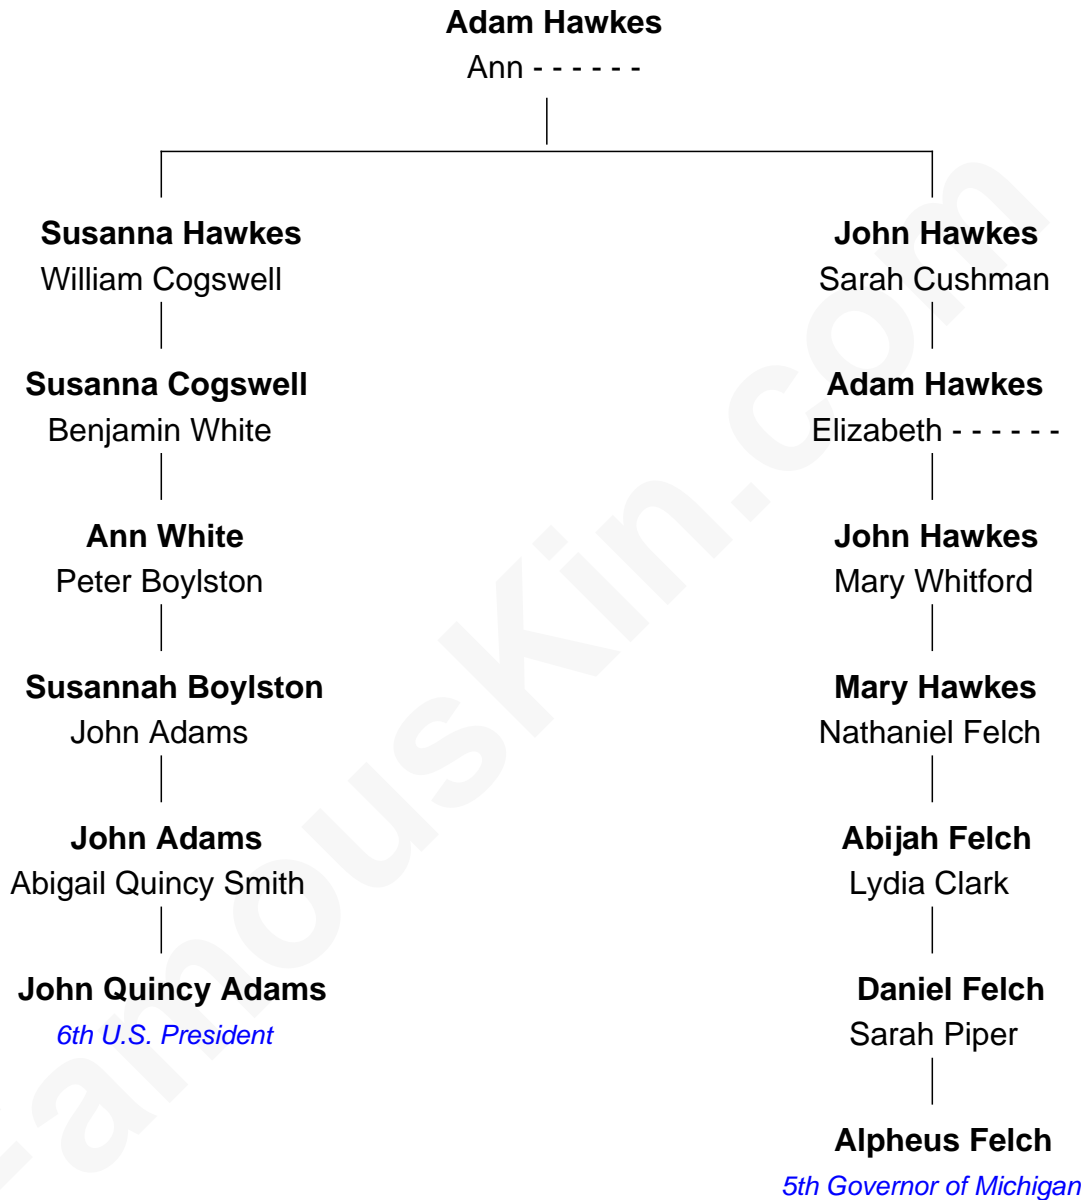 Adam Hawkes
Ann - - - - - -
Susanna Hawkes
William Cogswell
John Hawkes
Sarah Cushman
Susanna Cogswell
Benjamin White
Adam Hawkes
Elizabeth - - - - - -
Ann White
Peter Boylston
John Hawkes
Mary Whitford
Susannah Boylston
John Adams
Mary Hawkes
Nathaniel Felch
John Adams
Abigail Quincy Smith
Abijah Felch
Lydia Clark
John Quincy Adams
6th U.S. President
Daniel Felch
Sarah Piper
Alpheus Felch
5th Governor of Michigan
FamousKin.com